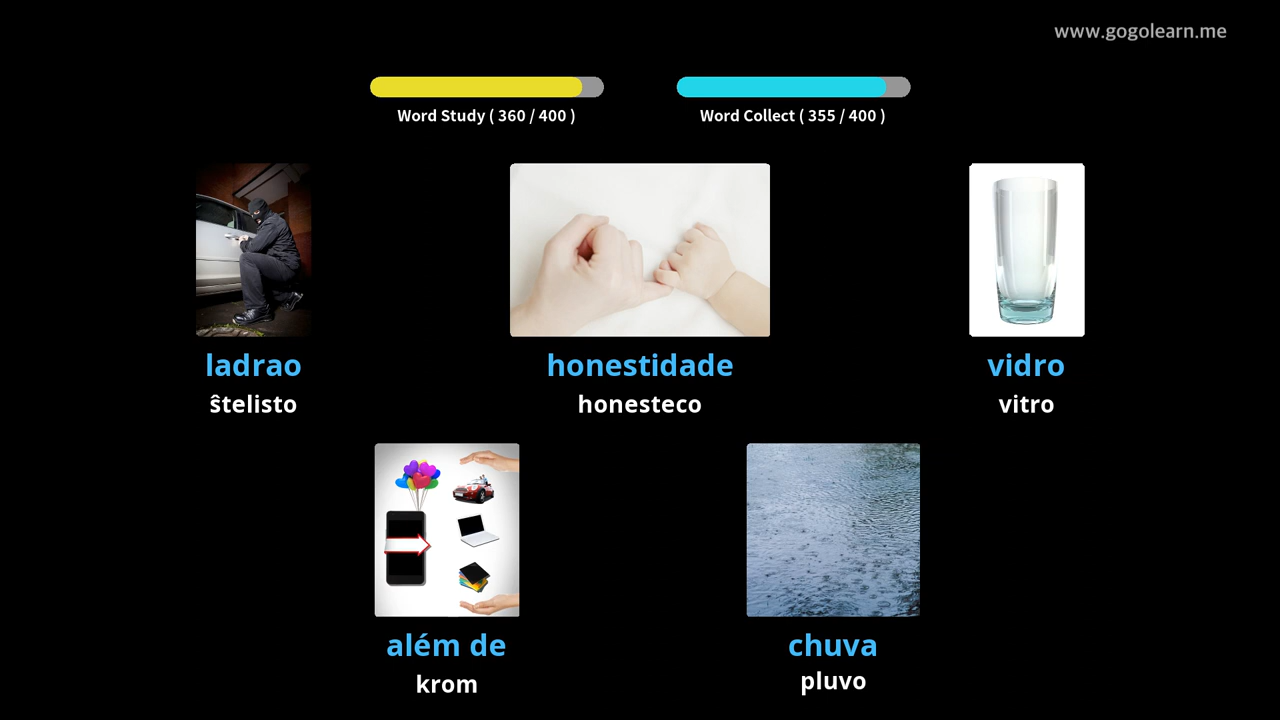 www.gogolearn.me
Word Study ( 360 / 400 )
Word Collect ( 355 / 400 )
ladrao
ŝtelisto
honestidade
honesteco
vidro
vitro
além de
krom
chuva
pluvo